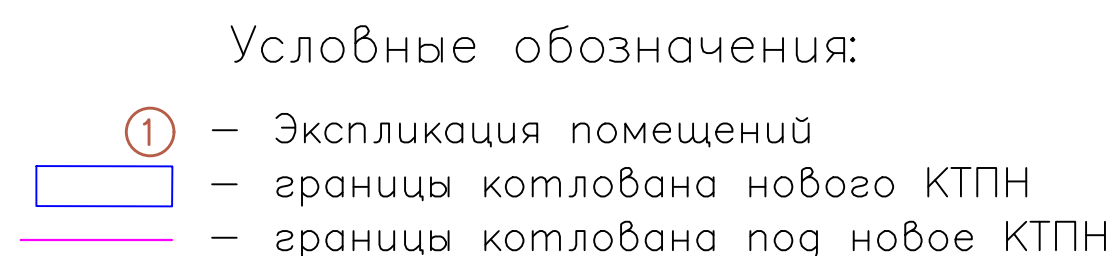 Условные обозначения:
1 – Экспликация помещений
– границы котлована нового КТПН
– границы котлована под новое КТПН